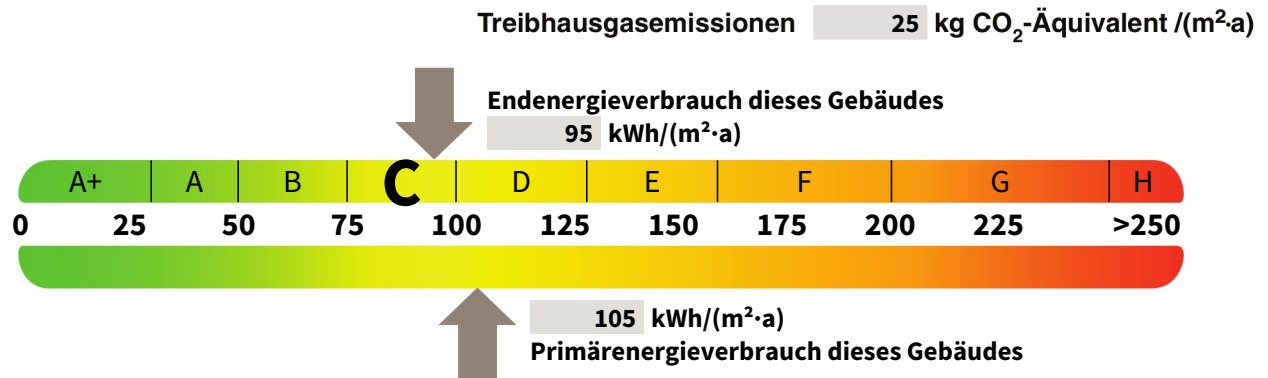 Treibhausgasemissionen 25 kg CO₂-Äquivalent /(m²·a)
Endenergieverbrauch dieses Gebäudes
95 kWh/(m²·a)
A+ A B C D E F G H
0 25 50 75 100 125 150 175 200 225 >250
105 kWh/(m²·a)
Primärenergieverbrauch dieses Gebäudes